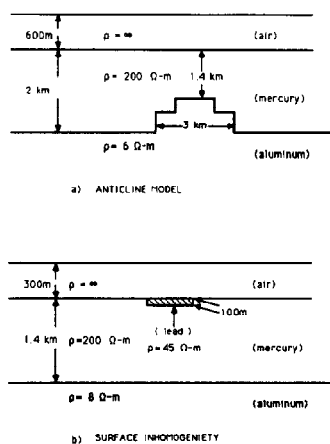 600m
ρ = ∞
(air)
2 km
ρ = 200 Ω-m
1.4 km
(mercury)
3 km
ρ = 6 Ω-m
(aluminum)
a) ANTICLINE MODEL
300m
ρ = ∞
(air)
100m
1.4 km
ρ=200 Ω-m
(lead)
ρ=45 Ω-m
(mercury)
ρ = 8 Ω-m
(aluminum)
b) SURFACE INHOMOGENIETY